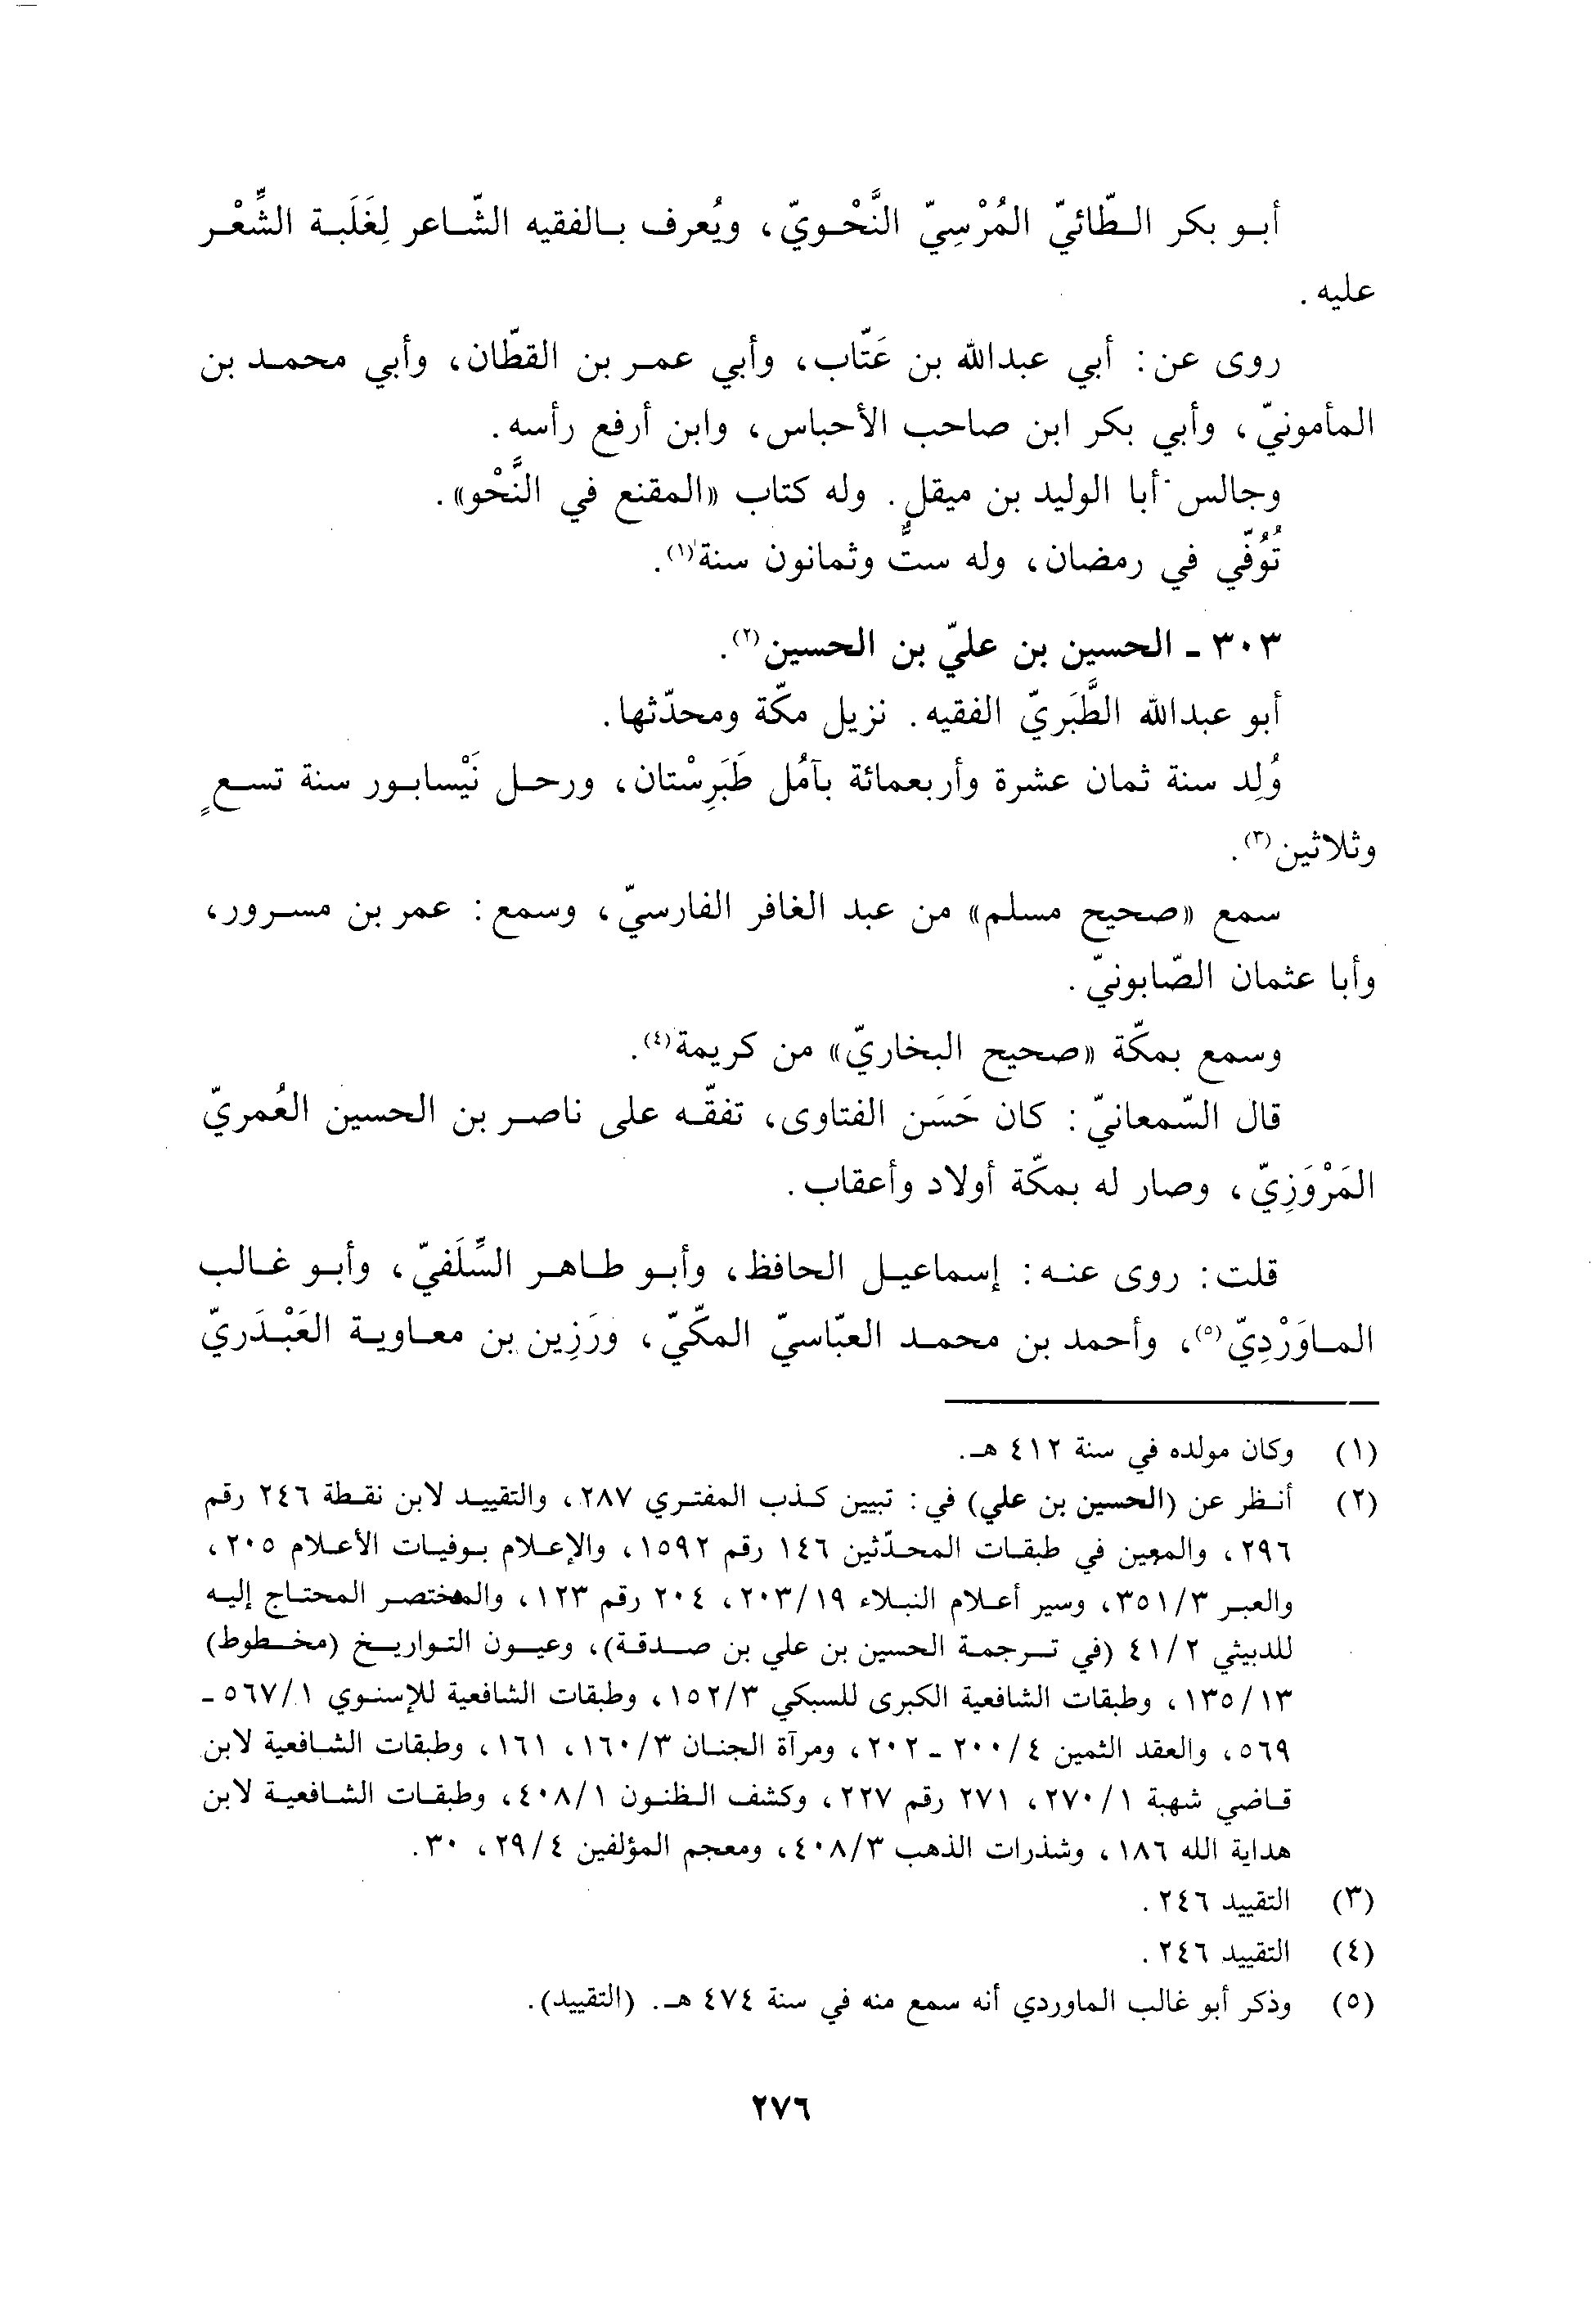 أبو بكر الطّائيّ المُرْسِيّ النَّحْويّ، ويُعرف بالفقيه الشّاعر لِغَلَبة الشِّعْر
عليه.
روى عن: أبي عبدالله بن عَتّاب، وأبي عمر بن القطّان، وأبي محمد بن
المأمونيّ، وأبي بكر ابن صاحب الأحباس، وابن أرفع رأسه.
وجالس أبا الوليد بن ميقل. وله كتاب «المقنع في النَّحْو».
تُوُفّي في رمضان، وله ستٌّ وثمانون سنة(١).
٣٠٣ - الحسين بن عليّ بن الحسين(٢).
أبو عبدالله الطَّبَريّ الفقيه. نزيل مكّة ومحدّثها.
وُلِد سنة ثمان عشرة وأربعمائة بآمُل طَبَرِسْتان، ورحل نَيْسابور سنة تسعٍ
وثلاثين(٣).
سمع «صحيح مسلم» من عبد الغافر الفارسيّ، وسمع: عمر بن مسرور،
وأبا عثمان الصّابونيّ.
وسمع بمكّة «صحيح البخاريّ» من كريمة(٤).
قال السّمعانيّ: كان حَسَن الفتاوى، تفقّه على ناصر بن الحسين العُمريّ
المَرْوَزِيّ، وصار له بمكّة أولاد وأعقاب.
قلت: روى عنه: إسماعيل الحافظ، وأبو طاهر السِّلَفيّ، وأبو غالب
الماوَرْدِيّ(٥)، وأحمد بن محمد العبّاسيّ المكّيّ، ورَزِين بن معاوية العَبْدَريّ
(١) وكان مولده في سنة ٤١٢ هـ.
(٢) أنظر عن (الحسين بن علي) في: تبيين كذب المفتري ٢٨٧، والتقييد لابن نقطة ٢٤٦ رقم
٢٩٦، والمعين في طبقات المحدّثين ١٤٦ رقم ١٥٩٢، والإعلام بوفيات الأعلام ٢٠٥،
والعبر ٣/ ٣٥١، وسير أعلام النبلاء ١٩/ ٢٠٣، ٢٠٤ رقم ١٢٣، والمختصر المحتاج إليه
للدبيثي ٢/ ٤١ (في ترجمة الحسين بن علي بن صدقة)، وعيون التواريخ (مخطوط)
١٣/ ١٣٥، وطبقات الشافعية الكبرى للسبكي ٣/ ١٥٢، وطبقات الشافعية للإسنوي ١/ ٥٦٧ -
٥٦٩، والعقد الثمين ٤/ ٢٠٠ - ٢٠٢، ومرآة الجنان ٣/ ١٦٠، ١٦١، وطبقات الشافعية لابن
قاضي شهبة ١/ ٢٧٠، ٢٧١ رقم ٢٢٧، وكشف الظنون ١/ ٤٠٨، وطبقات الشافعية لابن
هداية الله ١٨٦، وشذرات الذهب ٣/ ٤٠٨، ومعجم المؤلفين ٤/ ٢٩، ٣٠.
(٣) التقييد ٢٤٦.
(٤) التقييد ٢٤٦.
(٥) وذكر أبو غالب الماوردي أنه سمع منه في سنة ٤٧٤ هـ. (التقييد).
٢٧٦